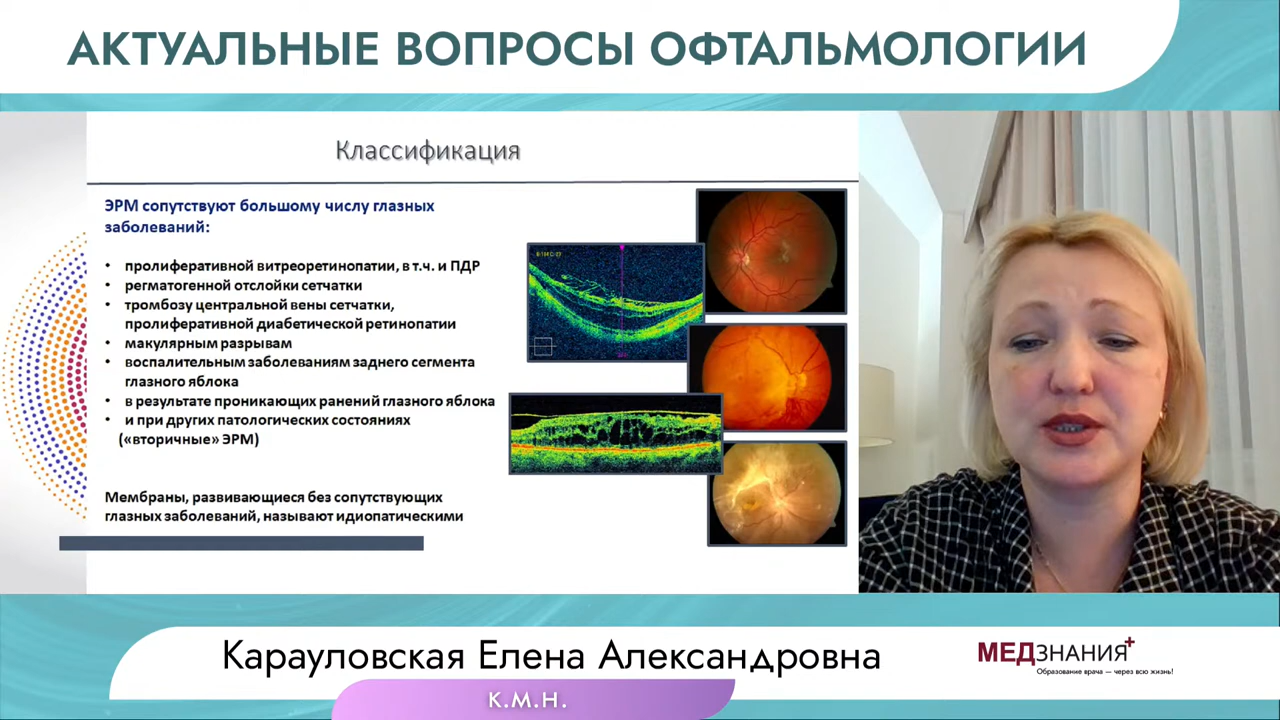 АКТУАЛЬНЫЕ ВОПРОСЫ ОФТАЛЬМОЛОГИИ
Классификация
ЭРМ сопутствуют большому числу глазных
заболеваний:
• пролиферативной витреоретинопатии, в т.ч. и ПДР
• регматогенной отслойки сетчатки
• тромбозу центральной вены сетчатки,
пролиферативной диабетической ретинопатии
• макулярным разрывам
• воспалительным заболеваниям заднего сегмента
глазного яблока
• в результате проникающих ранений глазного яблока
• и при других патологических состояниях
(«вторичные» ЭРМ)
Мембраны, развивающиеся без сопутствующих
глазных заболеваний, называют идиопатическими
Карауловская Елена Александровна
К.М.Н.
МЕДЗНАНИЯ+
Образование врача — через всю жизнь!